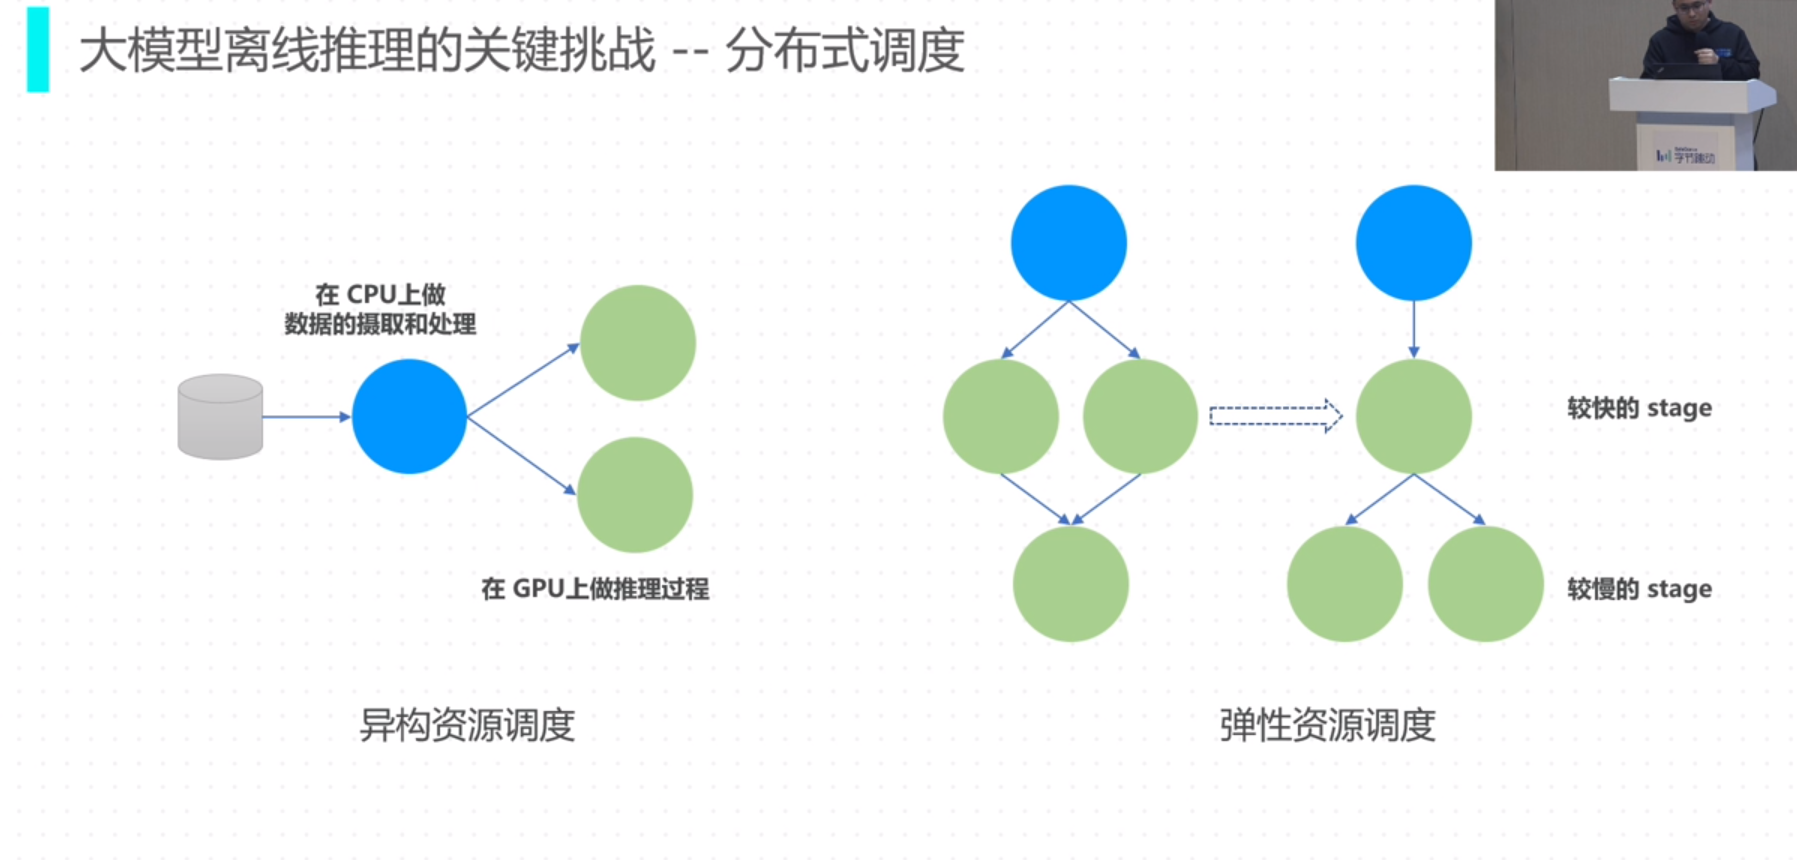 大模型离线推理的关键挑战 -- 分布式调度
在 CPU上做
数据的摄取和处理
在 GPU上做推理过程
异构资源调度
较快的 stage
较慢的 stage
弹性资源调度
字节跳动